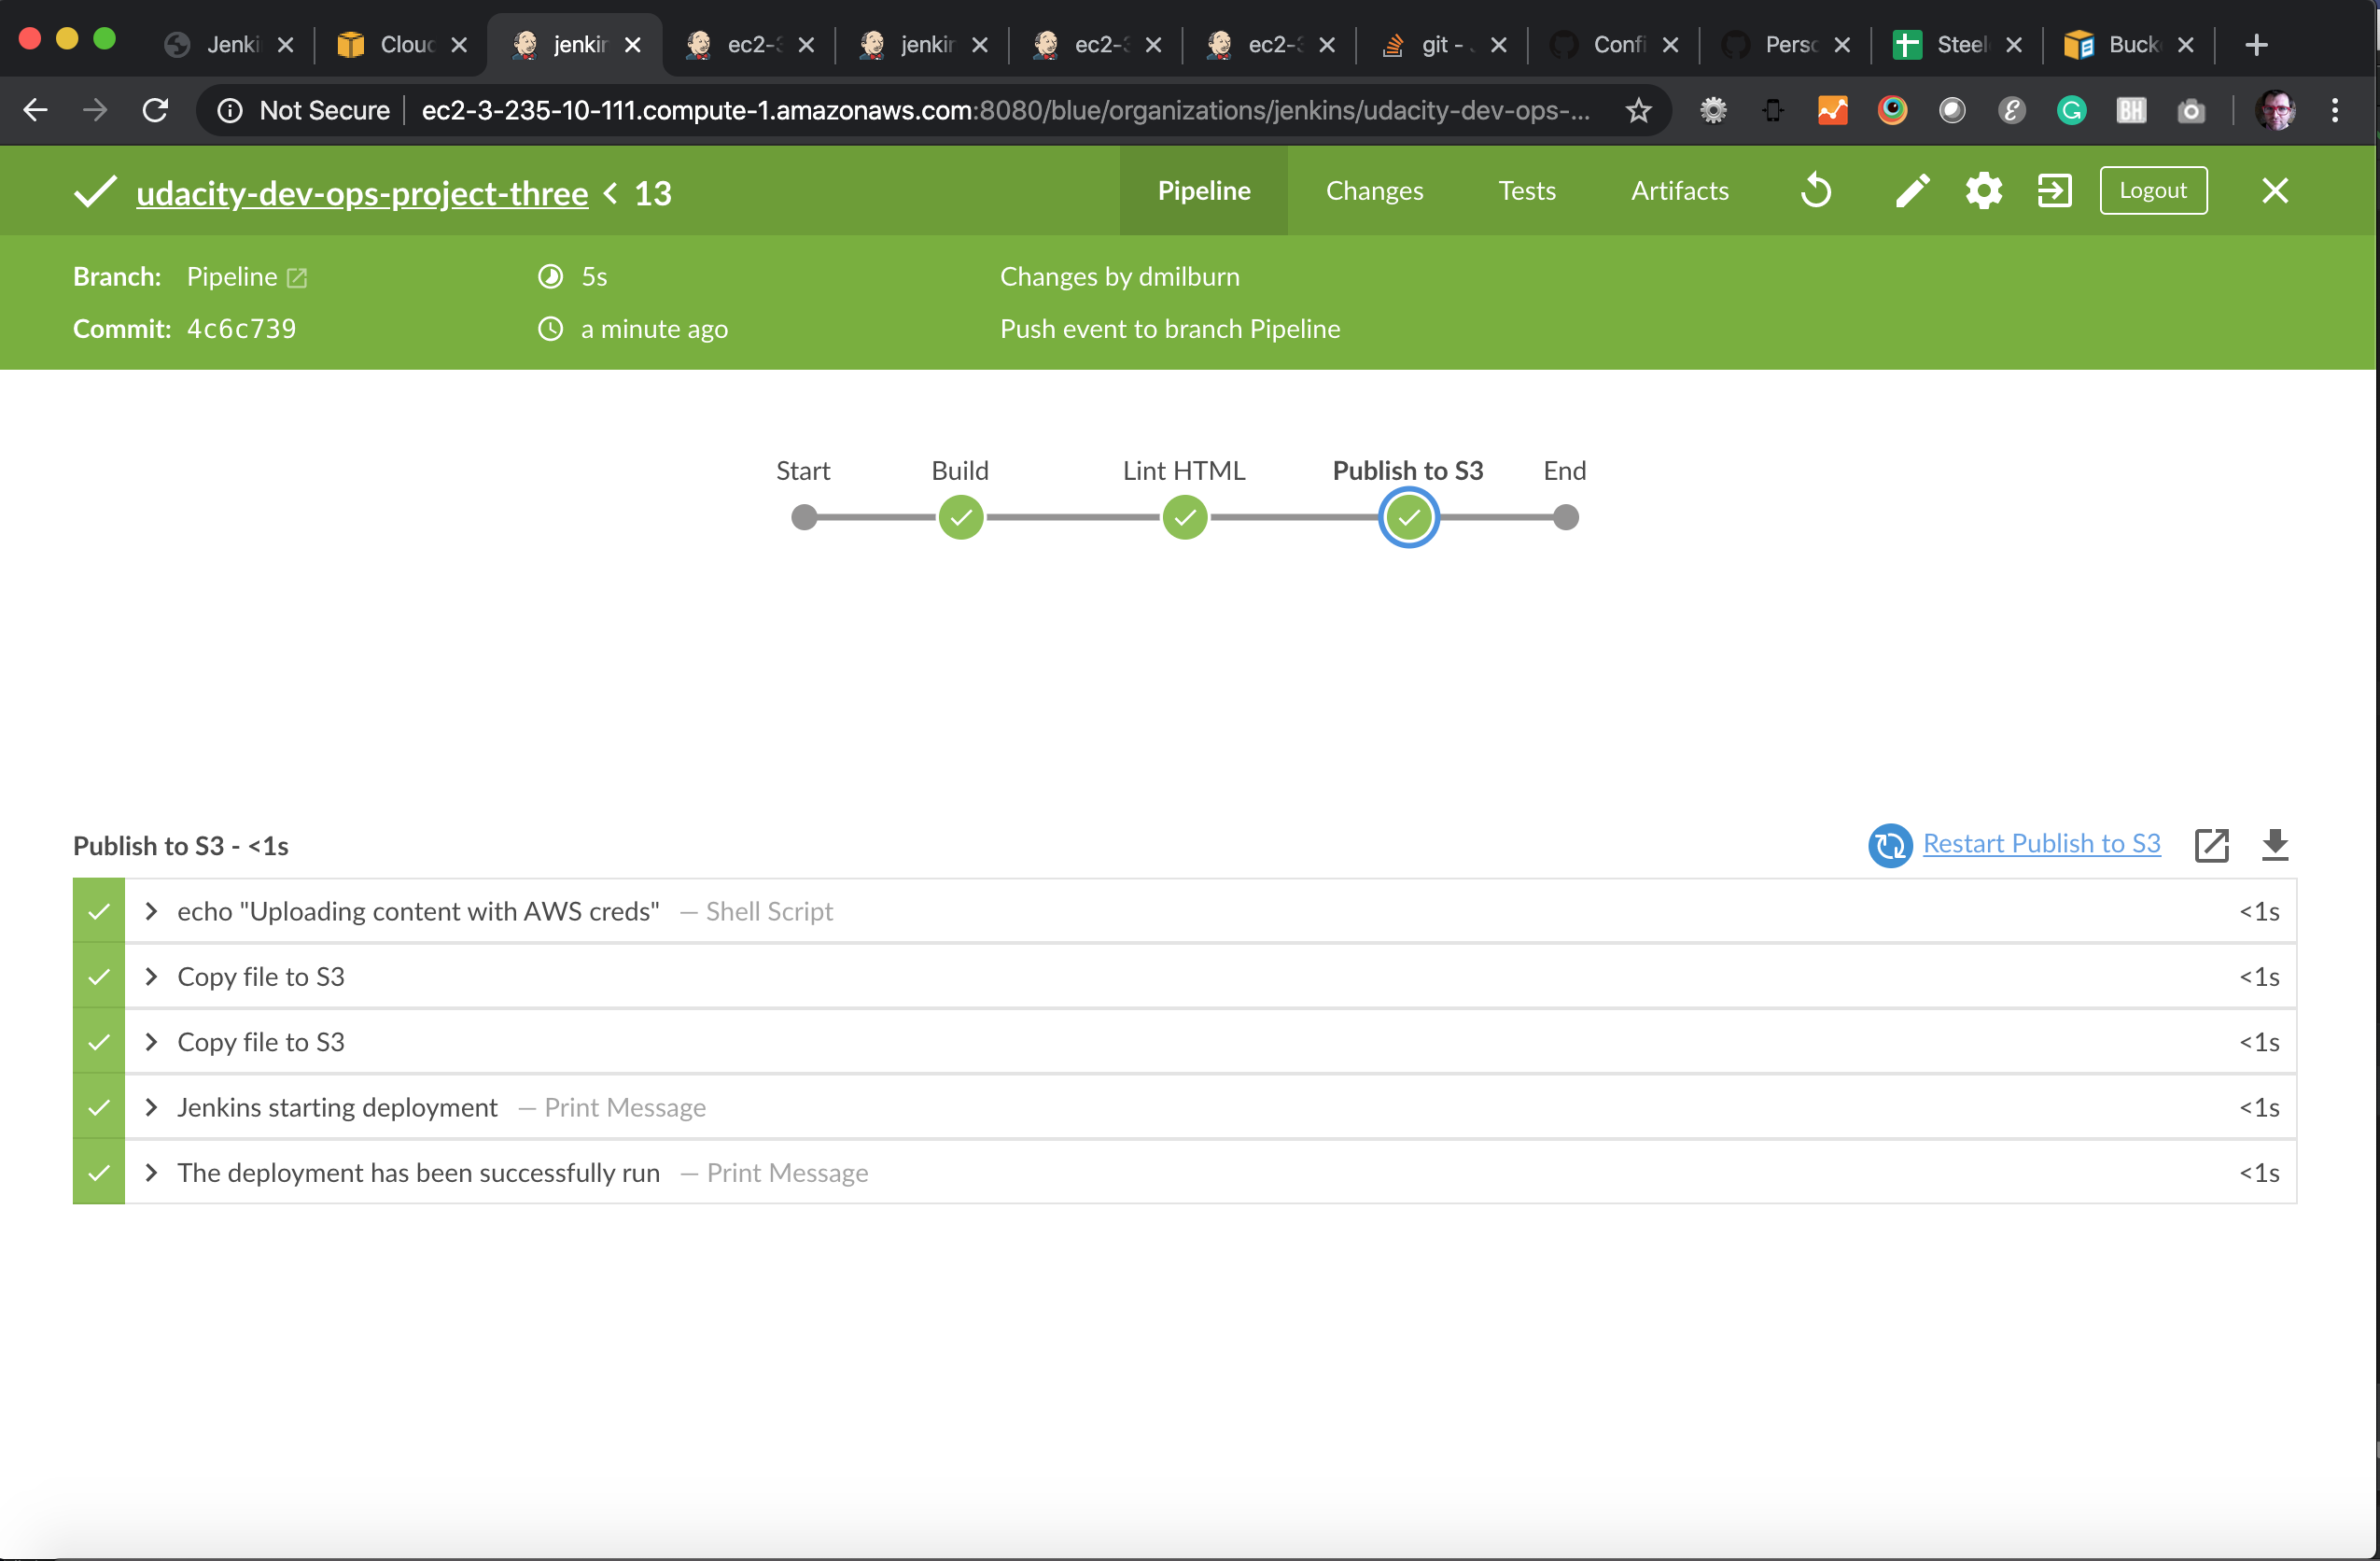 Jenki
Clou
jenkin
ec2-3
jenkin
ec2-3
ec2-3
git -
Confi
Perso
Steel
Buck
Not Secure
ec2-3-235-10-111.compute-1.amazonaws.com:8080/blue/organizations/jenkins/udacity-dev-ops-...
BH
udacity-dev-ops-project-three < 13
Pipeline
Changes
Tests
Artifacts
Logout
Branch: Pipeline
5s
Changes by dmilburn
Commit: 4c6c739
a minute ago
Push event to branch Pipeline
Start
Build
Lint HTML
Publish to S3
End
Publish to S3 - <1s
Restart Publish to S3
echo "Uploading content with AWS creds" — Shell Script <1s
Copy file to S3 <1s
Copy file to S3 <1s
Jenkins starting deployment — Print Message <1s
The deployment has been successfully run — Print Message <1s